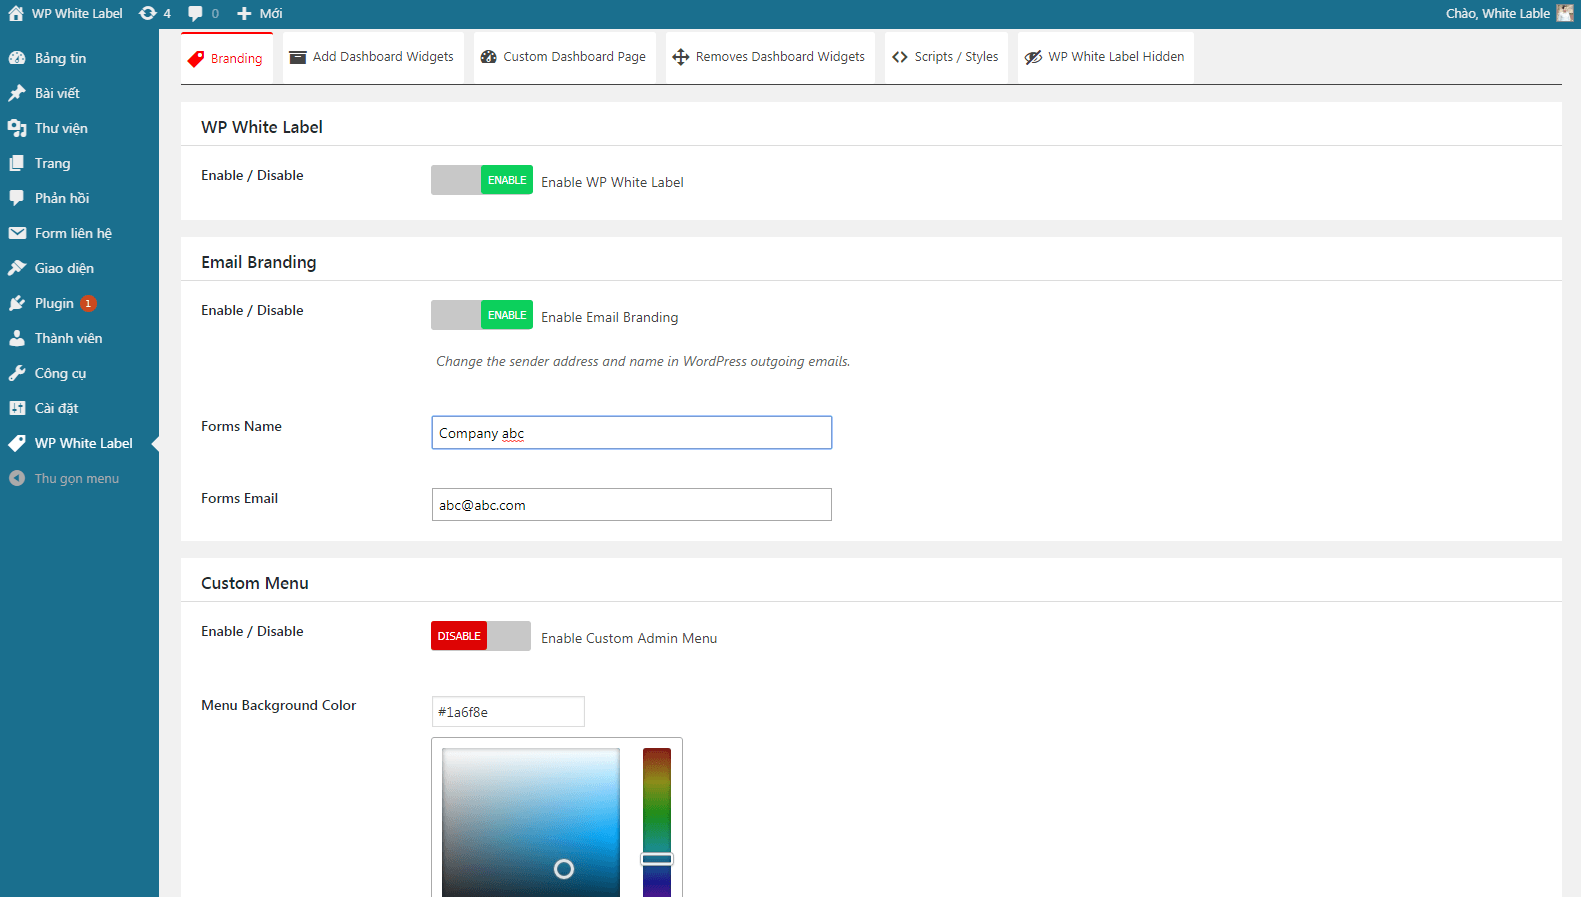 WP White Label 4 0 Mới Chào, White Lable
Bảng tin
Bài viết
Thư viện
Trang
Phản hồi
Form liên hệ
Giao diện
Plugin 1
Thành viên
Công cụ
Cài đặt
WP White Label
Thu gọn menu
Branding Add Dashboard Widgets Custom Dashboard Page Removes Dashboard Widgets Scripts / Styles WP White Label Hidden
WP White Label
Enable / Disable ENABLE Enable WP White Label
Email Branding
Enable / Disable ENABLE Enable Email Branding
Change the sender address and name in WordPress outgoing emails.
Forms Name Company abc
Forms Email abc@abc.com
Custom Menu
Enable / Disable DISABLE Enable Custom Admin Menu
Menu Background Color #1a6f8e